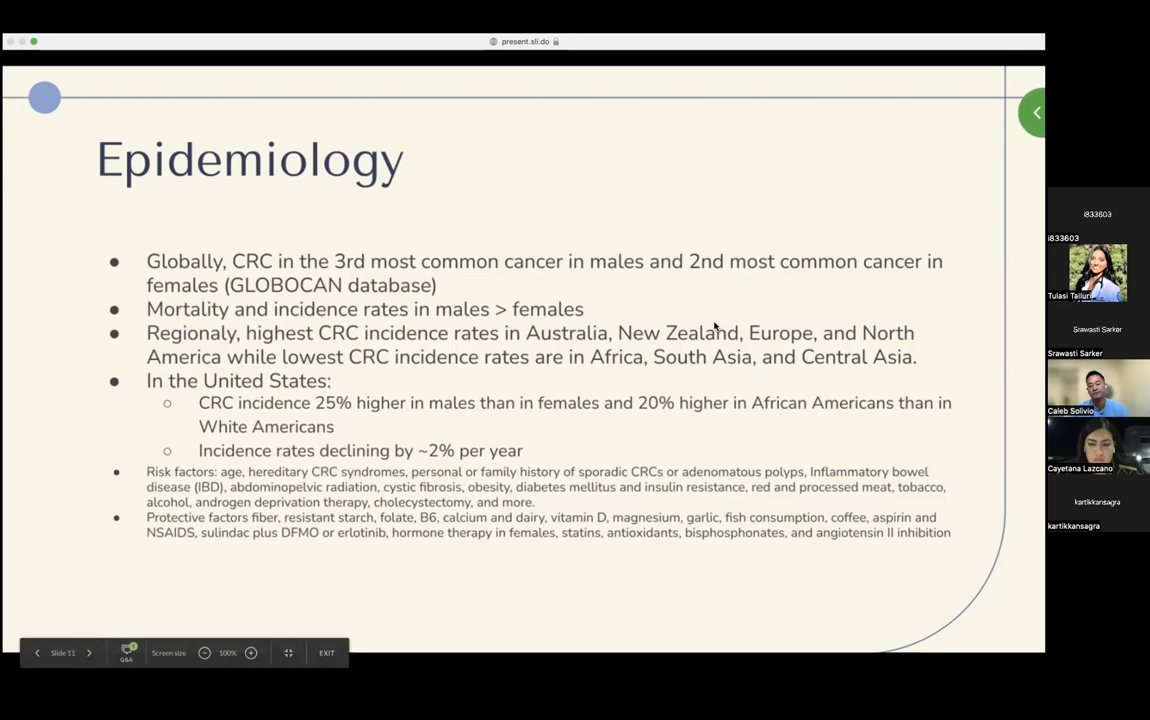 present.sli.do
Epidemiology
● Globally, CRC in the 3rd most common cancer in males and 2nd most common cancer in
females (GLOBOCAN database)
● Mortality and incidence rates in males > females
● Regionaly, highest CRC incidence rates in Australia, New Zealand, Europe, and North
America while lowest CRC incidence rates are in Africa, South Asia, and Central Asia.
● In the United States:
○ CRC incidence 25% higher in males than in females and 20% higher in African Americans than in
White Americans
○ Incidence rates declining by ~2% per year
● Risk factors: age, hereditary CRC syndromes, personal or family history of sporadic CRCs or adenomatous polyps, Inflammatory bowel
disease (IBD), abdominopelvic radiation, cystic fibrosis, obesity, diabetes mellitus and insulin resistance, red and processed meat, tobacco,
alcohol, androgen deprivation therapy, cholecystectomy, and more.
● Protective factors fiber, resistant starch, folate, B6, calcium and dairy, vitamin D, magnesium, garlic, fish consumption, coffee, aspirin and
NSAIDS, sulindac plus DFMO or erlotinib, hormone therapy in females, statins, antioxidants, bisphosphonates, and angiotensin II inhibition
Slide 11
1
Q&A
Screen size
100%
EXIT
i833603
i833603
Tulasi Talluri
Srawasti Sarker
Srawasti Sarker
Caleb Solivio
Cayetana Lazcano
kartikkansagra
kartikkansagra